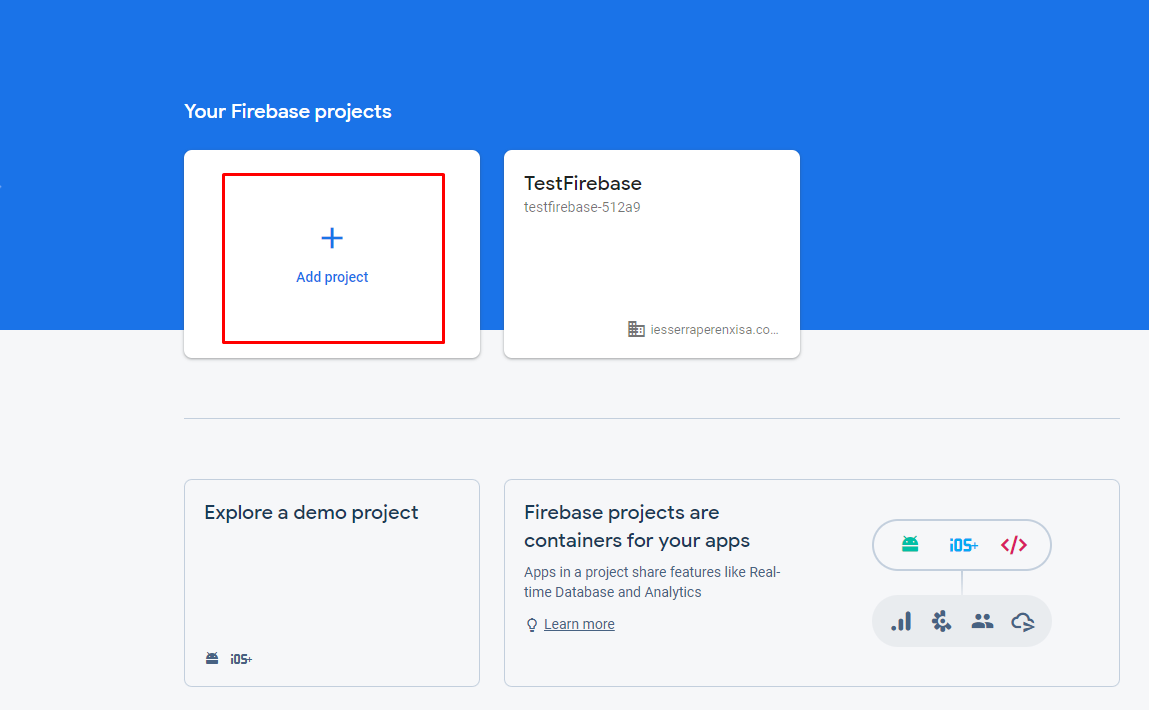 Your Firebase projects
Add project
TestFirebase
testfirebase-512a9
iesserraperenxisa.co...
Explore a demo project
iOS+
Firebase projects are
containers for your apps
Apps in a project share features like Real-
time Database and Analytics
Learn more
iOS+